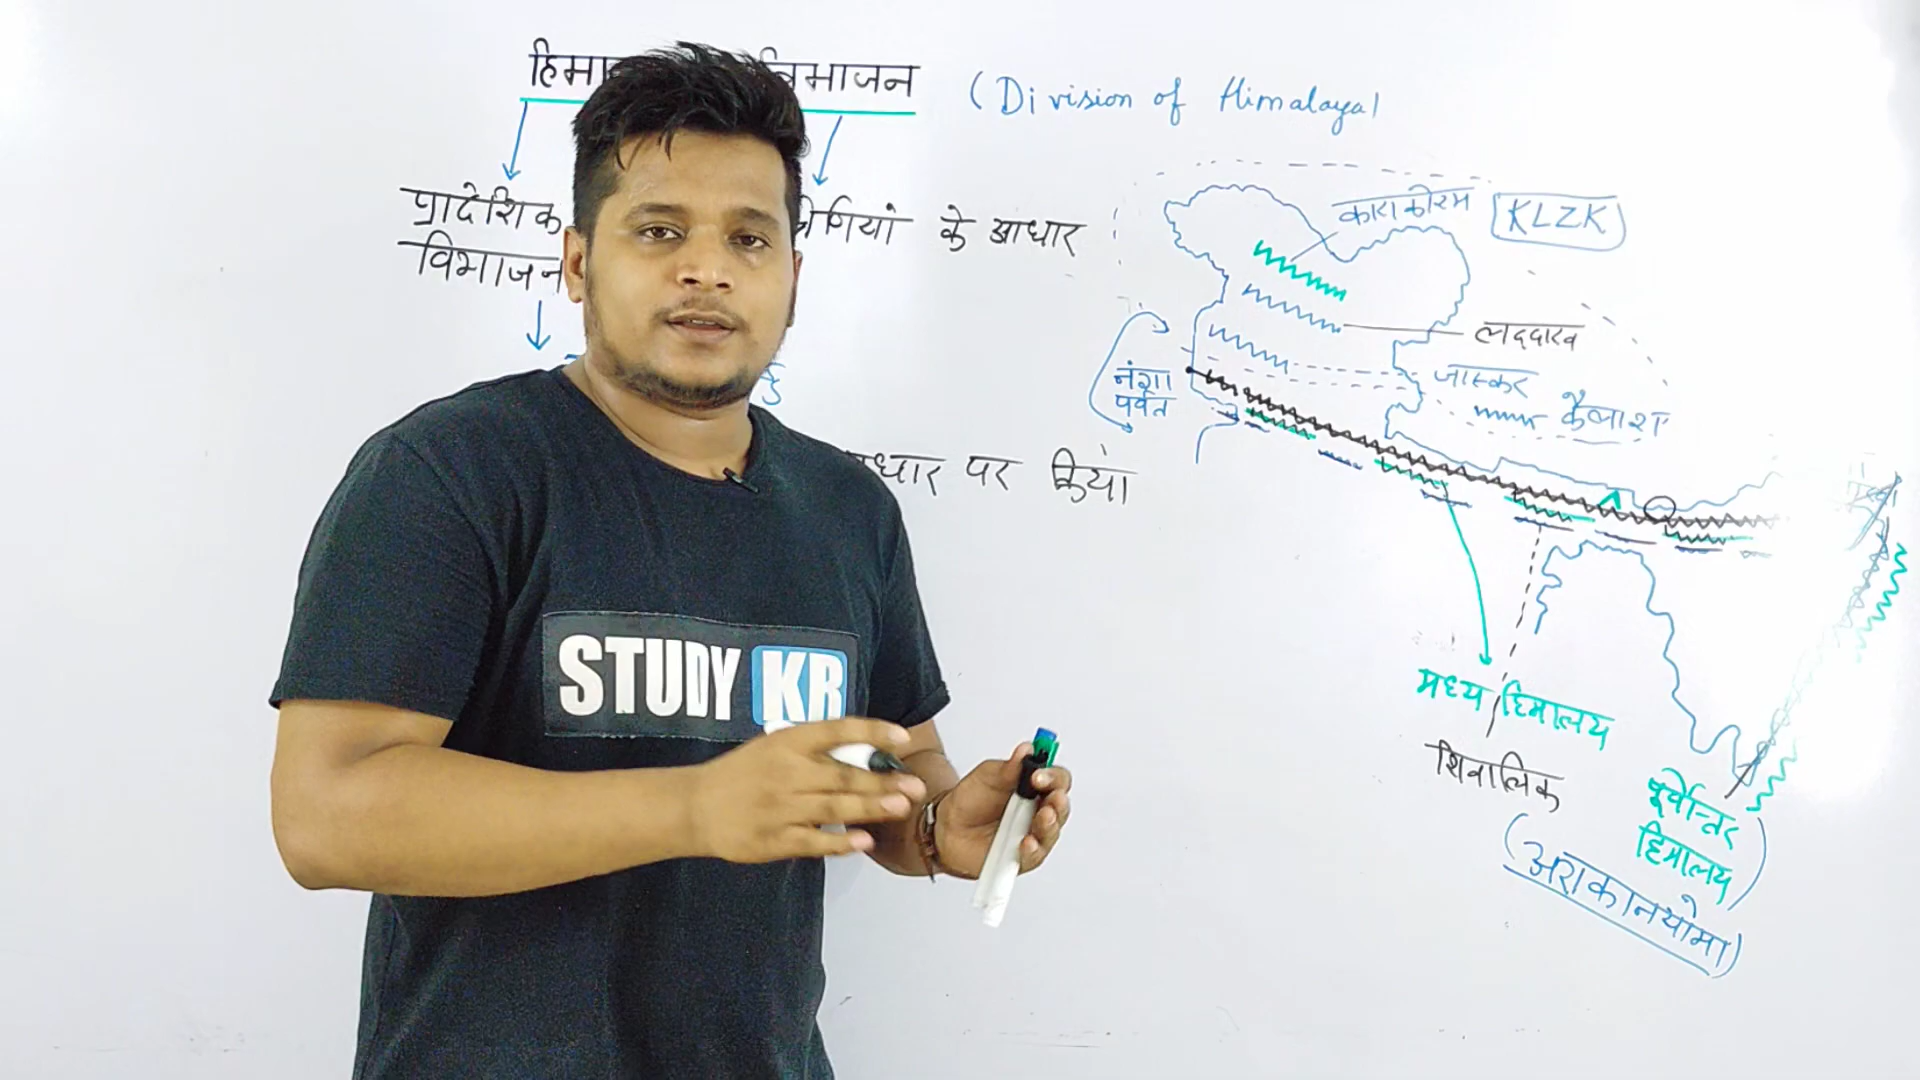 विभाजन (Division of Himalaya)
प्रादेशिक
विभाजन
श्रेणियां के आधार
आधार पर किया
काराकोरम KLZK
लद्दाख
जास्कर
कैलाश
नंगा
पर्वत
मध्य हिमालय
शिवालिक
पूर्वोन्तर
हिमालय
(अराकानयोमा)
STUDY KR